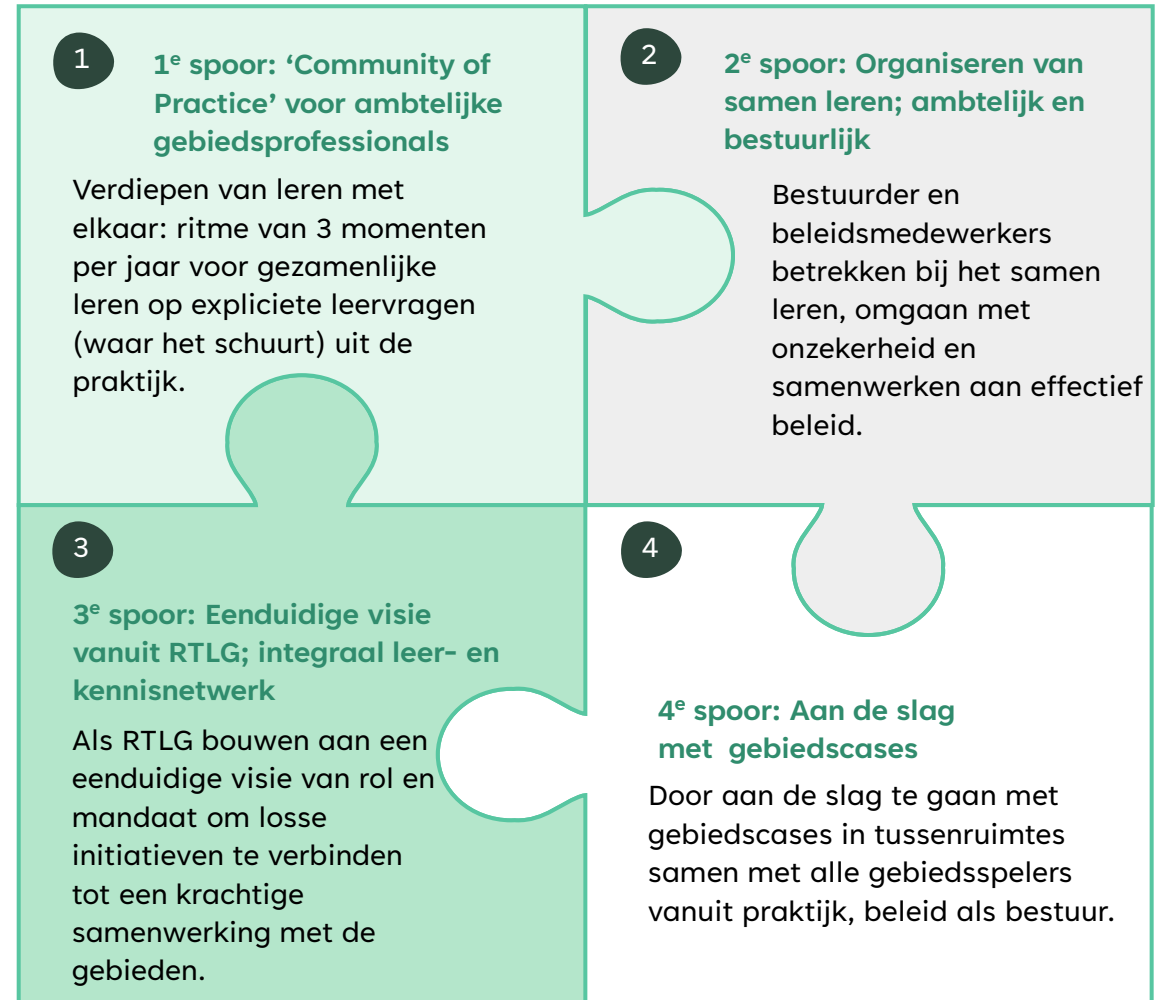 1
1e spoor: ‘Community of
Practice’ voor ambtelijke
gebiedsprofessionals
Verdiepen van leren met
elkaar: ritme van 3 momenten
per jaar voor gezamenlijke
leren op expliciete leervragen
(waar het schuurt) uit de
praktijk.
2
2e spoor: Organiseren van
samen leren; ambtelijk en
bestuurlijk
Bestuurder en
beleidsmedewerkers
betrekken bij het samen
leren, omgaan met
onzekerheid en
samenwerken aan effectief
beleid.
3
3e spoor: Eenduidige visie
vanuit RTLG; integraal leer- en
kennisnetwerk
Als RTLG bouwen aan een
eenduidige visie van rol en
mandaat om losse
initiatieven te verbinden
tot een krachtige
samenwerking met de
gebieden.
4
4e spoor: Aan de slag
met gebiedscases
Door aan de slag te gaan met
gebiedscases in tussenruimtes
samen met alle gebiedsspelers
vanuit praktijk, beleid als bestuur.